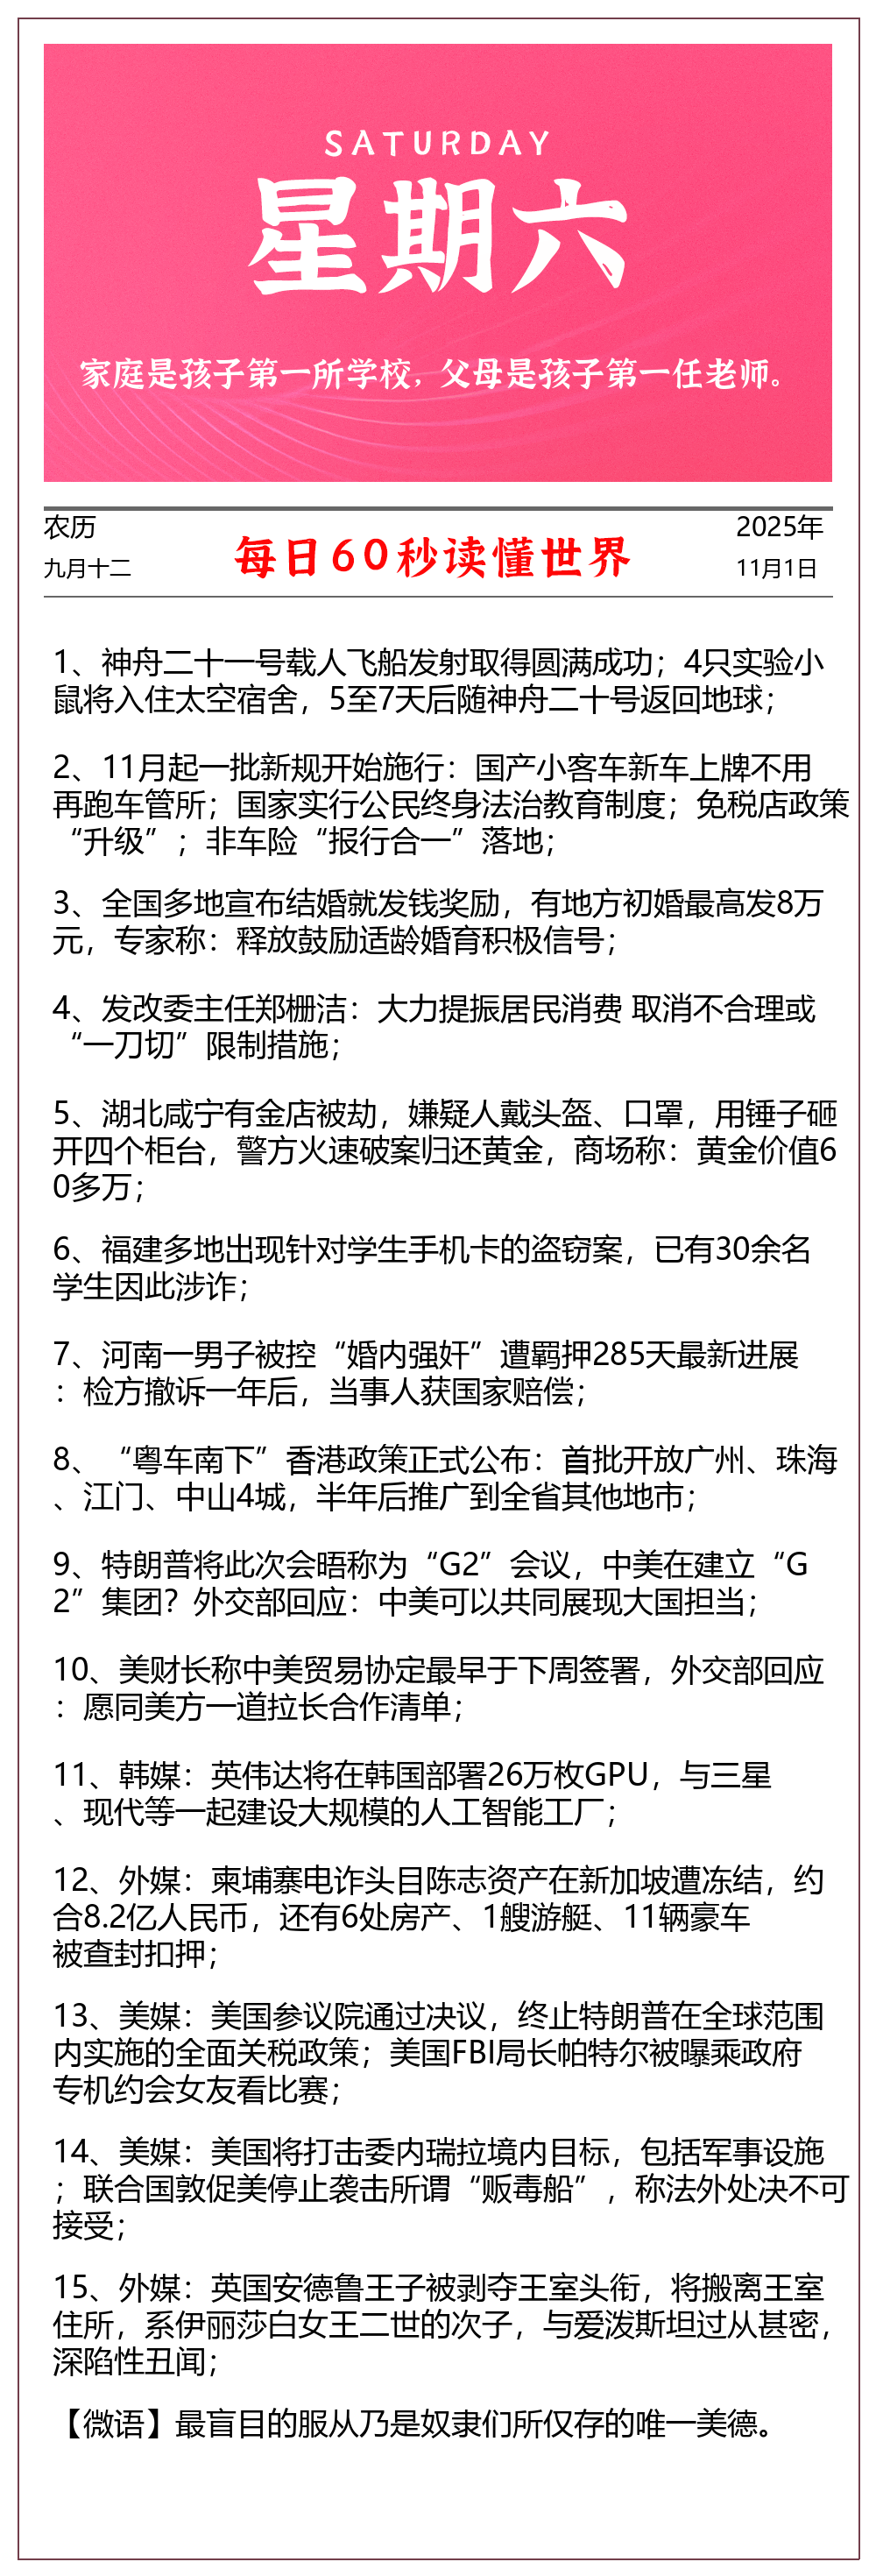 SATURDAY
星期六
家庭是孩子第一所学校，父母是孩子第一任老师。
农历
九月十二
每日60秒读懂世界
2025年
11月1日
1、神舟二十一号载人飞船发射取得圆满成功；4只实验小
鼠将入住太空宿舍，5至7天后随神舟二十号返回地球；
2、11月起一批新规开始施行：国产小客车新车上牌不用
再跑车管所；国家实行公民终身法治教育制度；免税店政策
“升级”；非车险“报行合一”落地；
3、全国多地宣布结婚就发钱奖励，有地方初婚最高发8万
元，专家称：释放鼓励适龄婚育积极信号；
4、发改委主任郑栅洁：大力提振居民消费 取消不合理或
“一刀切”限制措施；
5、湖北咸宁有金店被劫，嫌疑人戴头盔、口罩，用锤子砸
开四个柜台，警方火速破案归还黄金，商场称：黄金价值6
0多万；
6、福建多地出现针对学生手机卡的盗窃案，已有30余名
学生因此涉诈；
7、河南一男子被控“婚内强奸”遭羁押285天最新进展
：检方撤诉一年后，当事人获国家赔偿；
8、“粤车南下”香港政策正式公布：首批开放广州、珠海
、江门、中山4城，半年后推广到全省其他地市；
9、特朗普将此次会晤称为“G2”会议，中美在建立“G
2”集团？外交部回应：中美可以共同展现大国担当；
10、美财长称中美贸易协定最早于下周签署，外交部回应
：愿同美方一道拉长合作清单；
11、韩媒：英伟达将在韩国部署26万枚GPU，与三星
、现代等一起建设大规模的人工智能工厂；
12、外媒：柬埔寨电诈头目陈志资产在新加坡遭冻结，约
合8.2亿人民币，还有6处房产、1艘游艇、11辆豪车
被查封扣押；
13、美媒：美国参议院通过决议，终止特朗普在全球范围
内实施的全面关税政策；美国FBI局长帕特尔被曝乘政府
专机约会女友看比赛；
14、美媒：美国将打击委内瑞拉境内目标，包括军事设施
；联合国敦促美停止袭击所谓“贩毒船”，称法外处决不可
接受；
15、外媒：英国安德鲁王子被剥夺王室头衔，将搬离王室
住所，系伊丽莎白女王二世的次子，与爱泼斯坦过从甚密，
深陷性丑闻；
【微语】最盲目的服从乃是奴隶们所仅存的唯一美德。